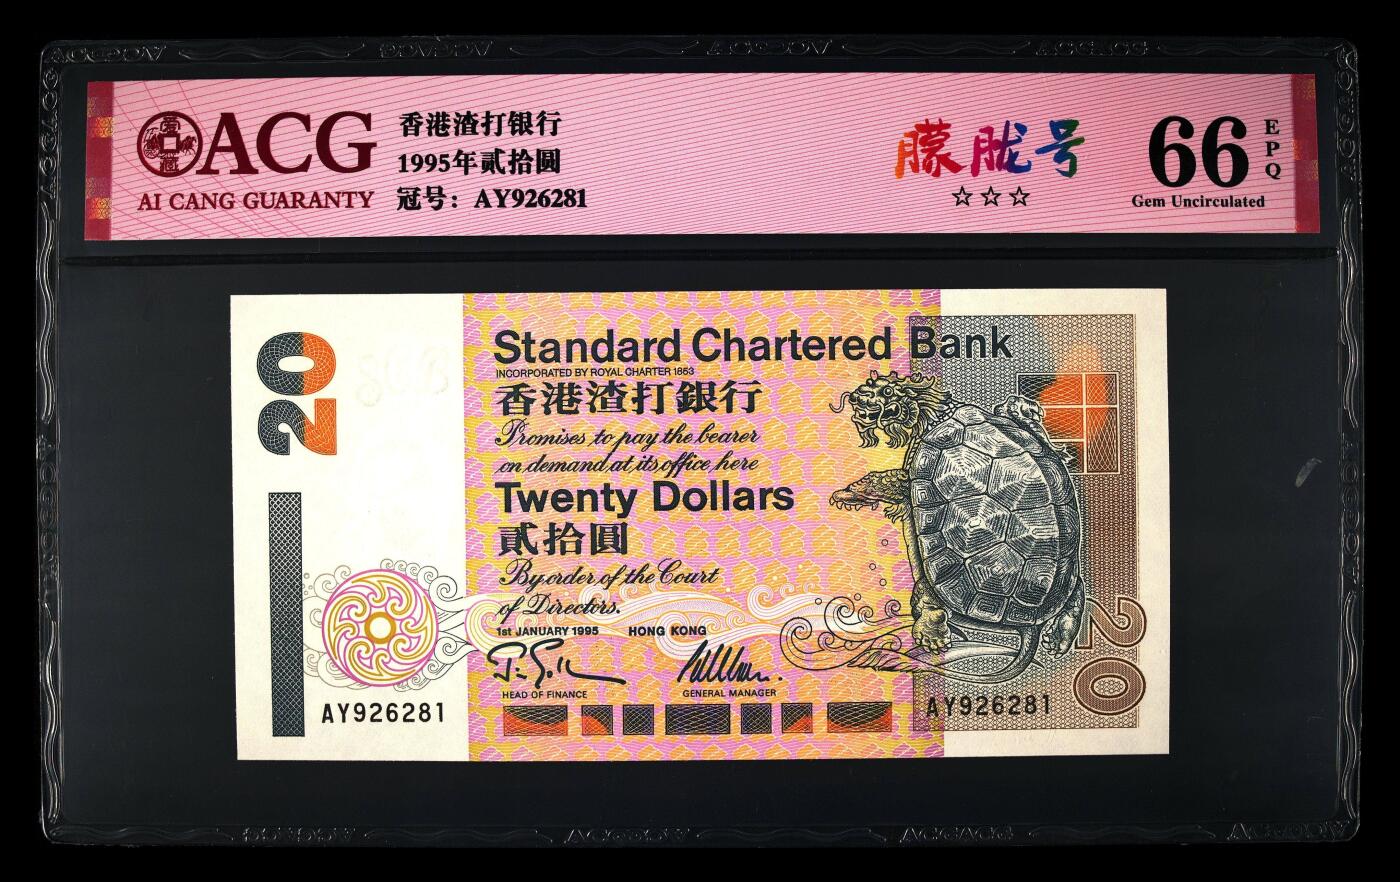 ACG
AI CANG GUARANTY
香港渣打银行
1995年贰拾圆
冠号：AY926281
朦胧号
☆☆☆
66
EPQ
Gem Uncirculated
20
Standard Chartered Bank
INCORPORATED BY ROYAL CHARTER 1853
香港渣打銀行
Promises to pay the bearer
on demand at its office here
Twenty Dollars
貳拾圓
By order of the Court
of Directors.
1st JANUARY 1995 HONG KONG
HEAD OF FINANCE GENERAL MANAGER
AY926281
AY926281
20